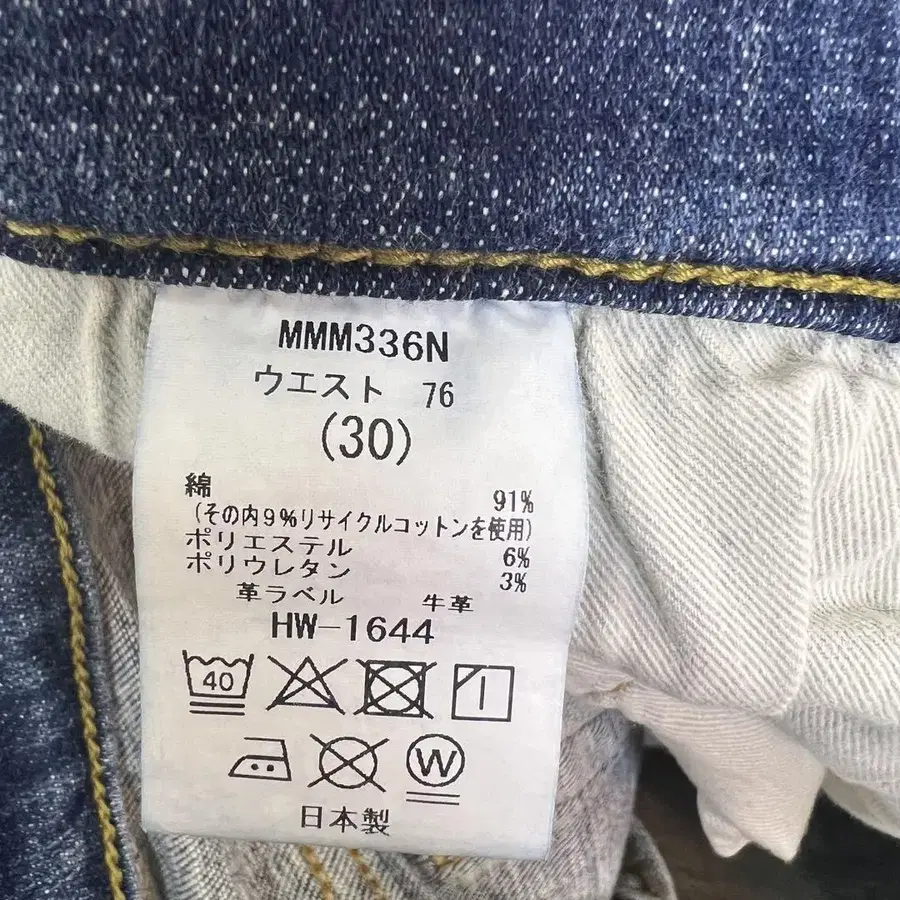 MMM336N
ウエスト 76
(30)
綿 91%
(その内9%リサイクルコットンを使用)
ポリエステル 6%
ポリウレタン 3%
革ラベル 牛革
HW-1644
40
W
日本製